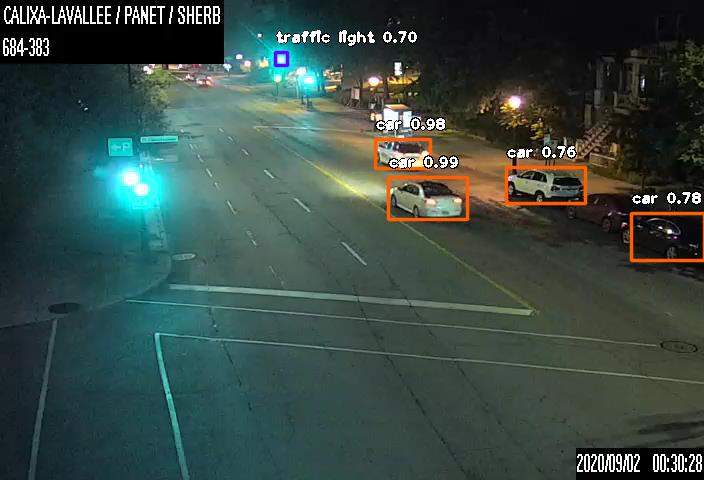 CALIXA-LAVALLEE / PANET / SHERB
684-383
traffic light 0.70
car 0.98
car 0.99
car 0.76
car 0.78
P
2020/09/02 00:30:28